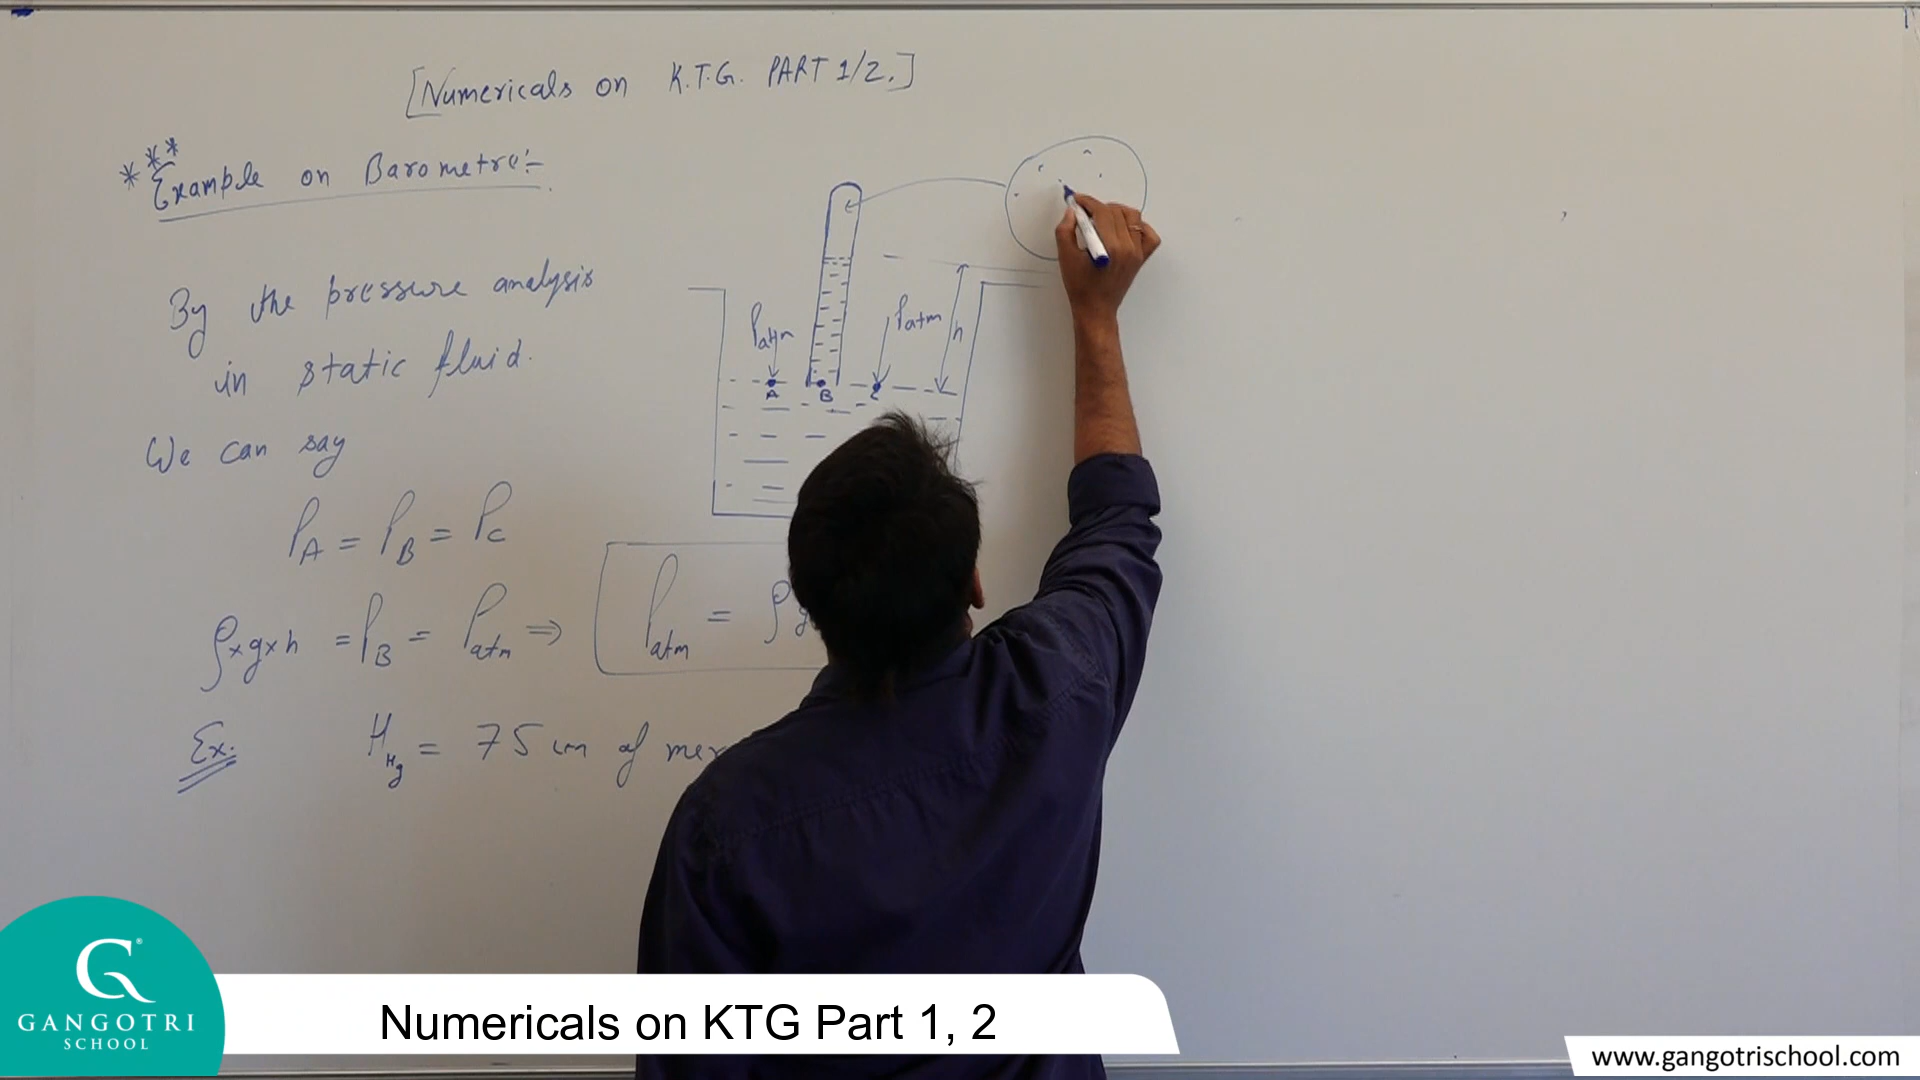 [Numericals on K.T.G. PART 1/2.]
*** Example on Barometre:-
By the pressure analysis
in static fluid.
We can say
P_A = P_B = P_C
ρ x g x h = P_B = P_atm ⇒ P_atm = ρ g
Ex. H_Hg = 75 cm of mer
P_atm
P_atm
h
A B C
G®
GANGOTRI
SCHOOL
Numericals on KTG Part 1, 2
www.gangotrischool.com